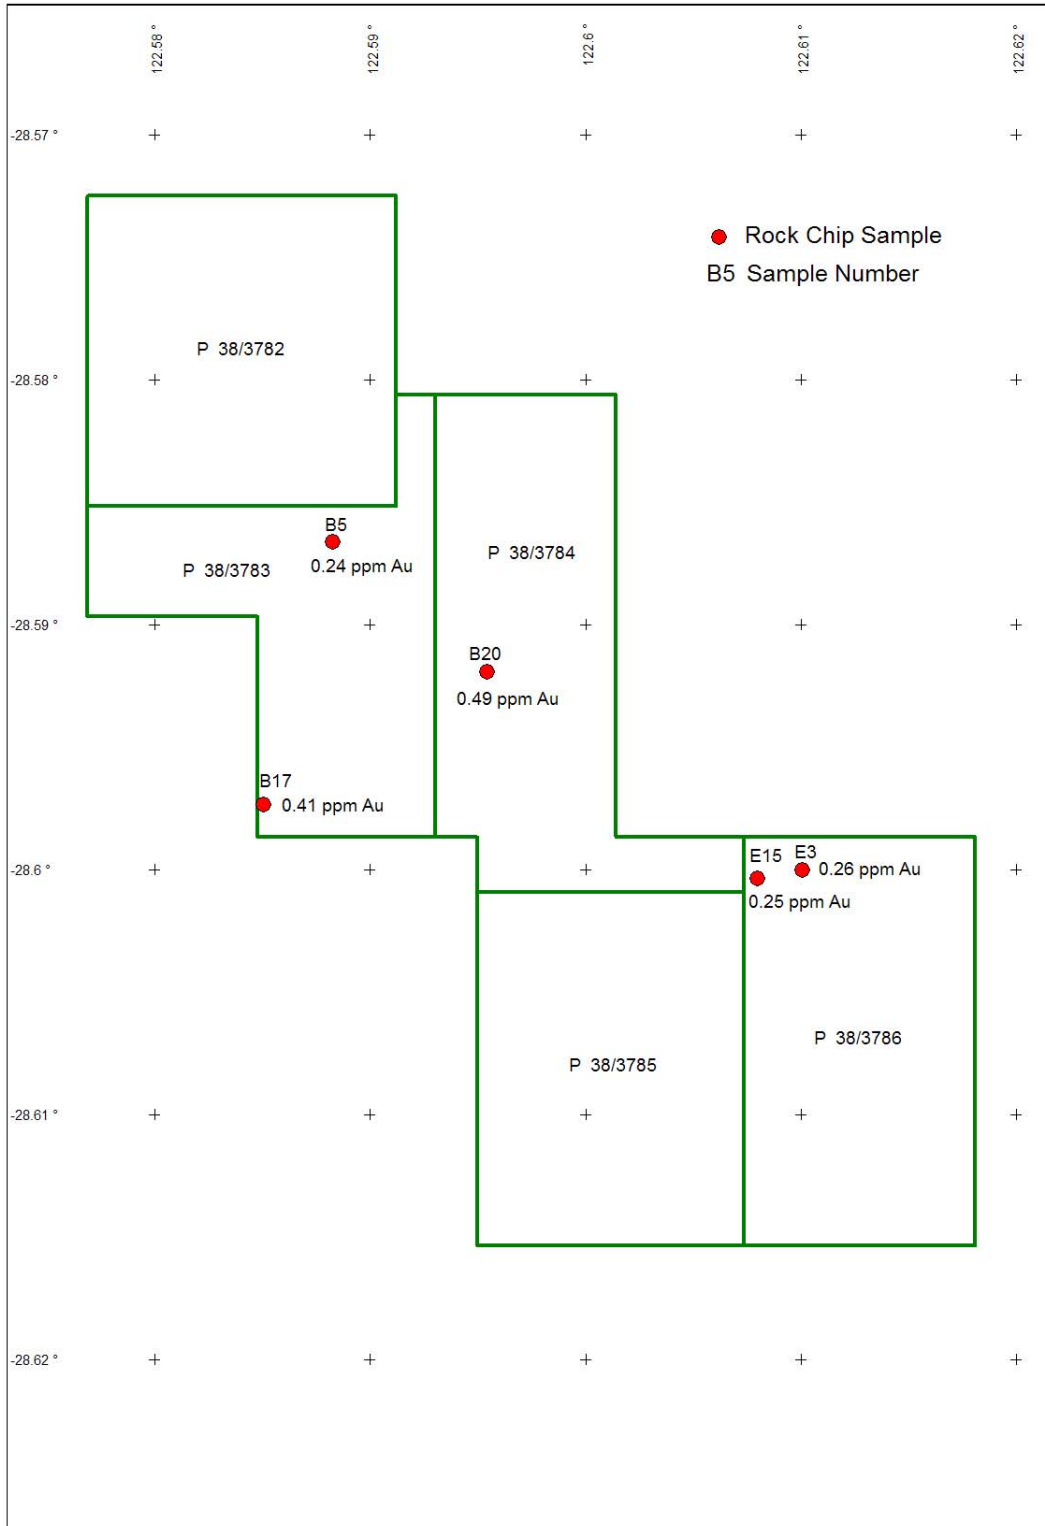 122.58 °
122.59 °
122.6 °
122.61 °
122.62 °
-28.57 °
Rock Chip Sample
B5 Sample Number
P 38/3782
-28.58 °
B5
0.24 ppm Au
P 38/3783
P 38/3784
-28.59 °
B20
0.49 ppm Au
B17
0.41 ppm Au
-28.6 °
E15
E3
0.26 ppm Au
0.25 ppm Au
P 38/3786
P 38/3785
-28.61 °
-28.62 °